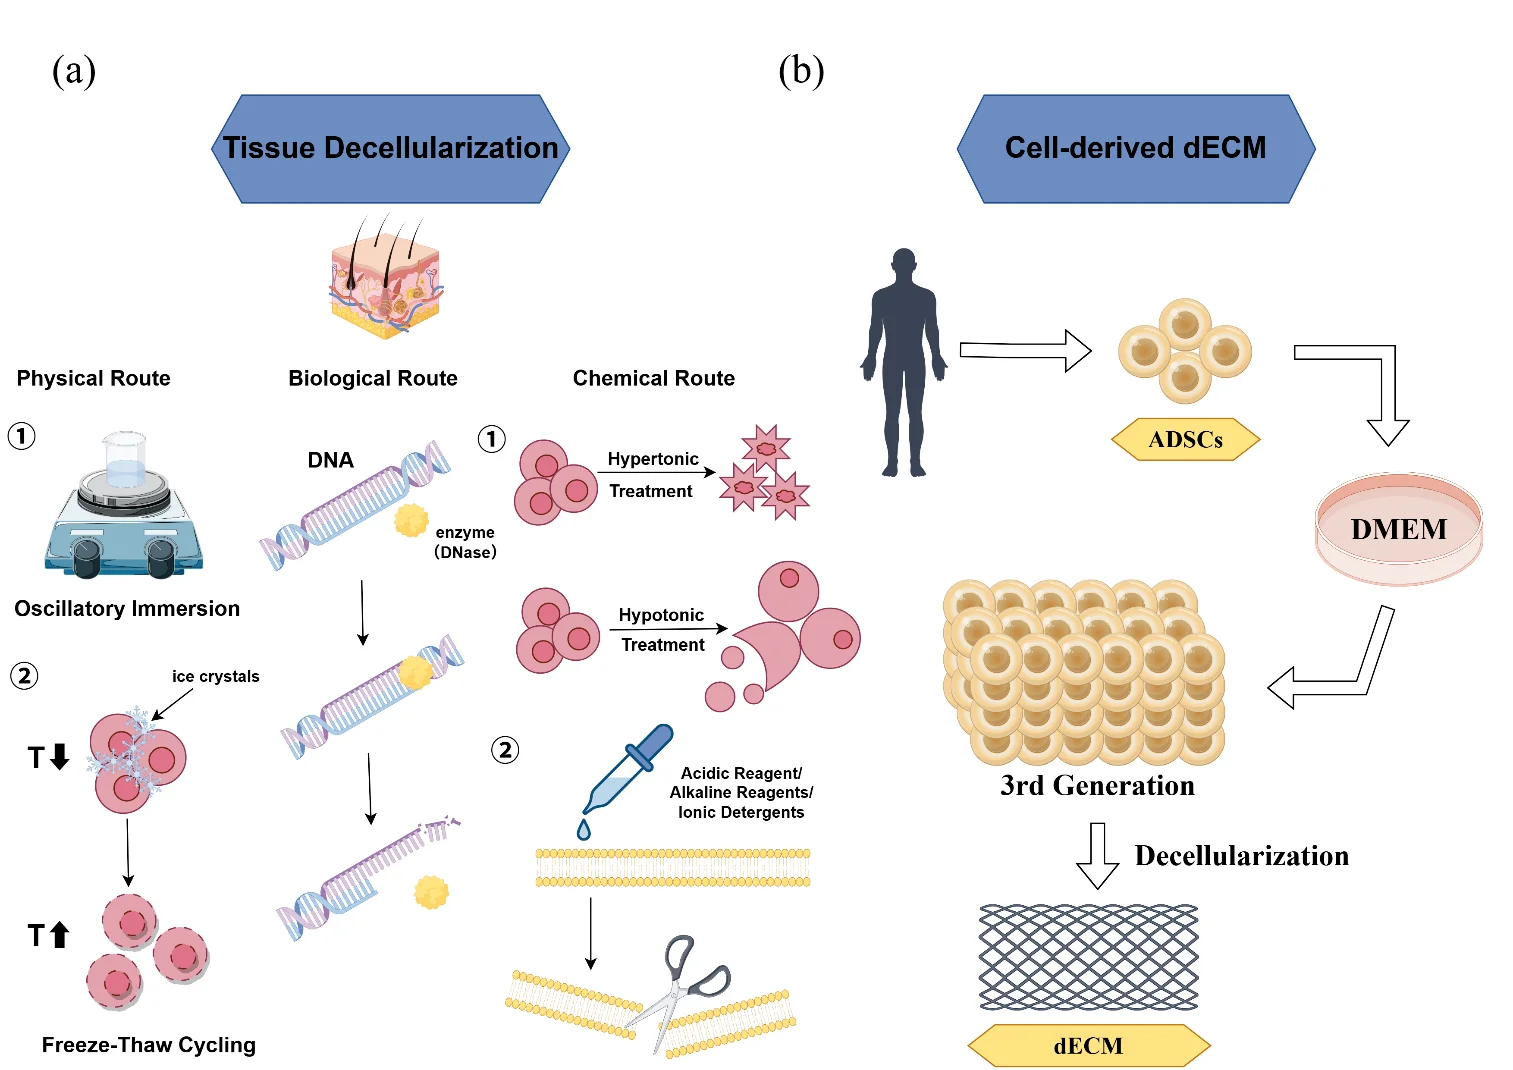 (a)
Tissue Decellularization
Physical Route
Biological Route
Chemical Route
①
Oscillatory Immersion
②
ice crystals
T
T
Freeze-Thaw Cycling
DNA
enzyme
(DNase)
①
Hypertonic
Treatment
Hypotonic
Treatment
②
Acidic Reagent/
Alkaline Reagents/
Ionic Detergents
(b)
Cell-derived dECM
ADSCs
DMEM
3rd Generation
Decellularization
dECM